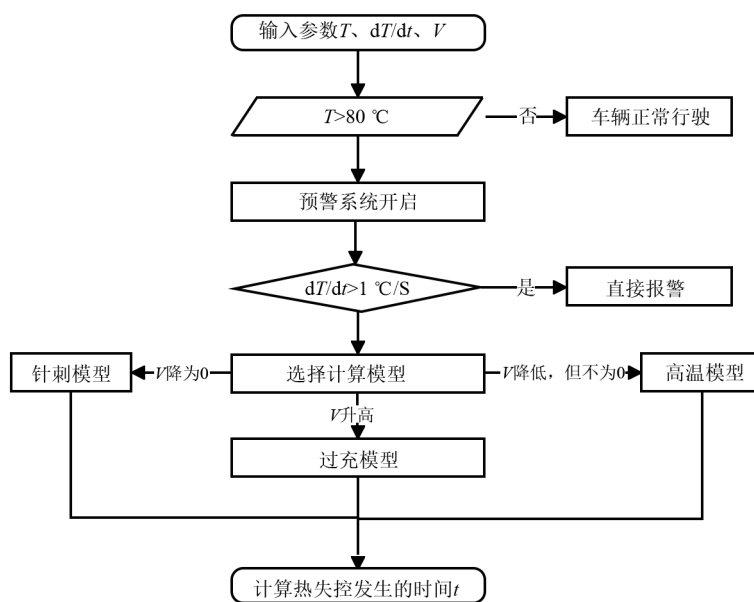 输入参数T、dT/dt、V
T>80 ℃
否
车辆正常行驶
预警系统开启
dT/dt>1 ℃/S
是
直接报警
针刺模型
V降为0
选择计算模型
V降低，但不为0
高温模型
V升高
过充模型
计算热失控发生的时间t